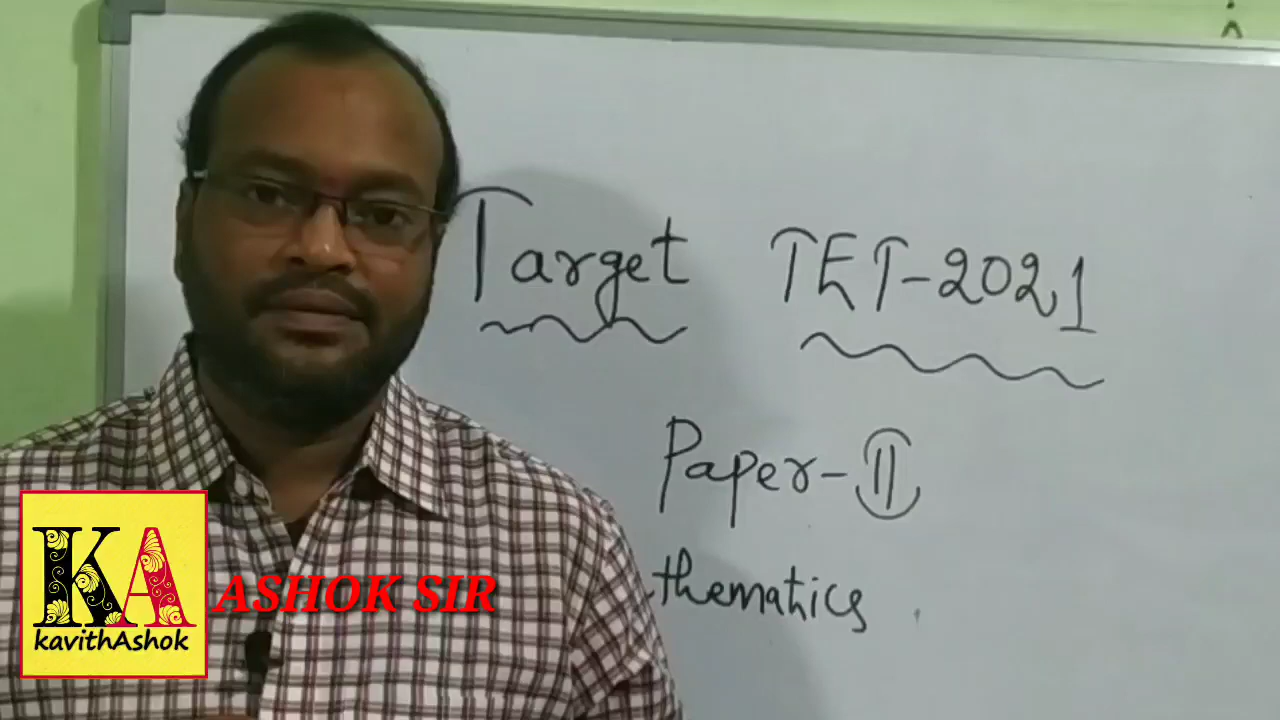 Target TET-2021
Paper-II
thematics
KA
kavithAshok
ASHOK SIR